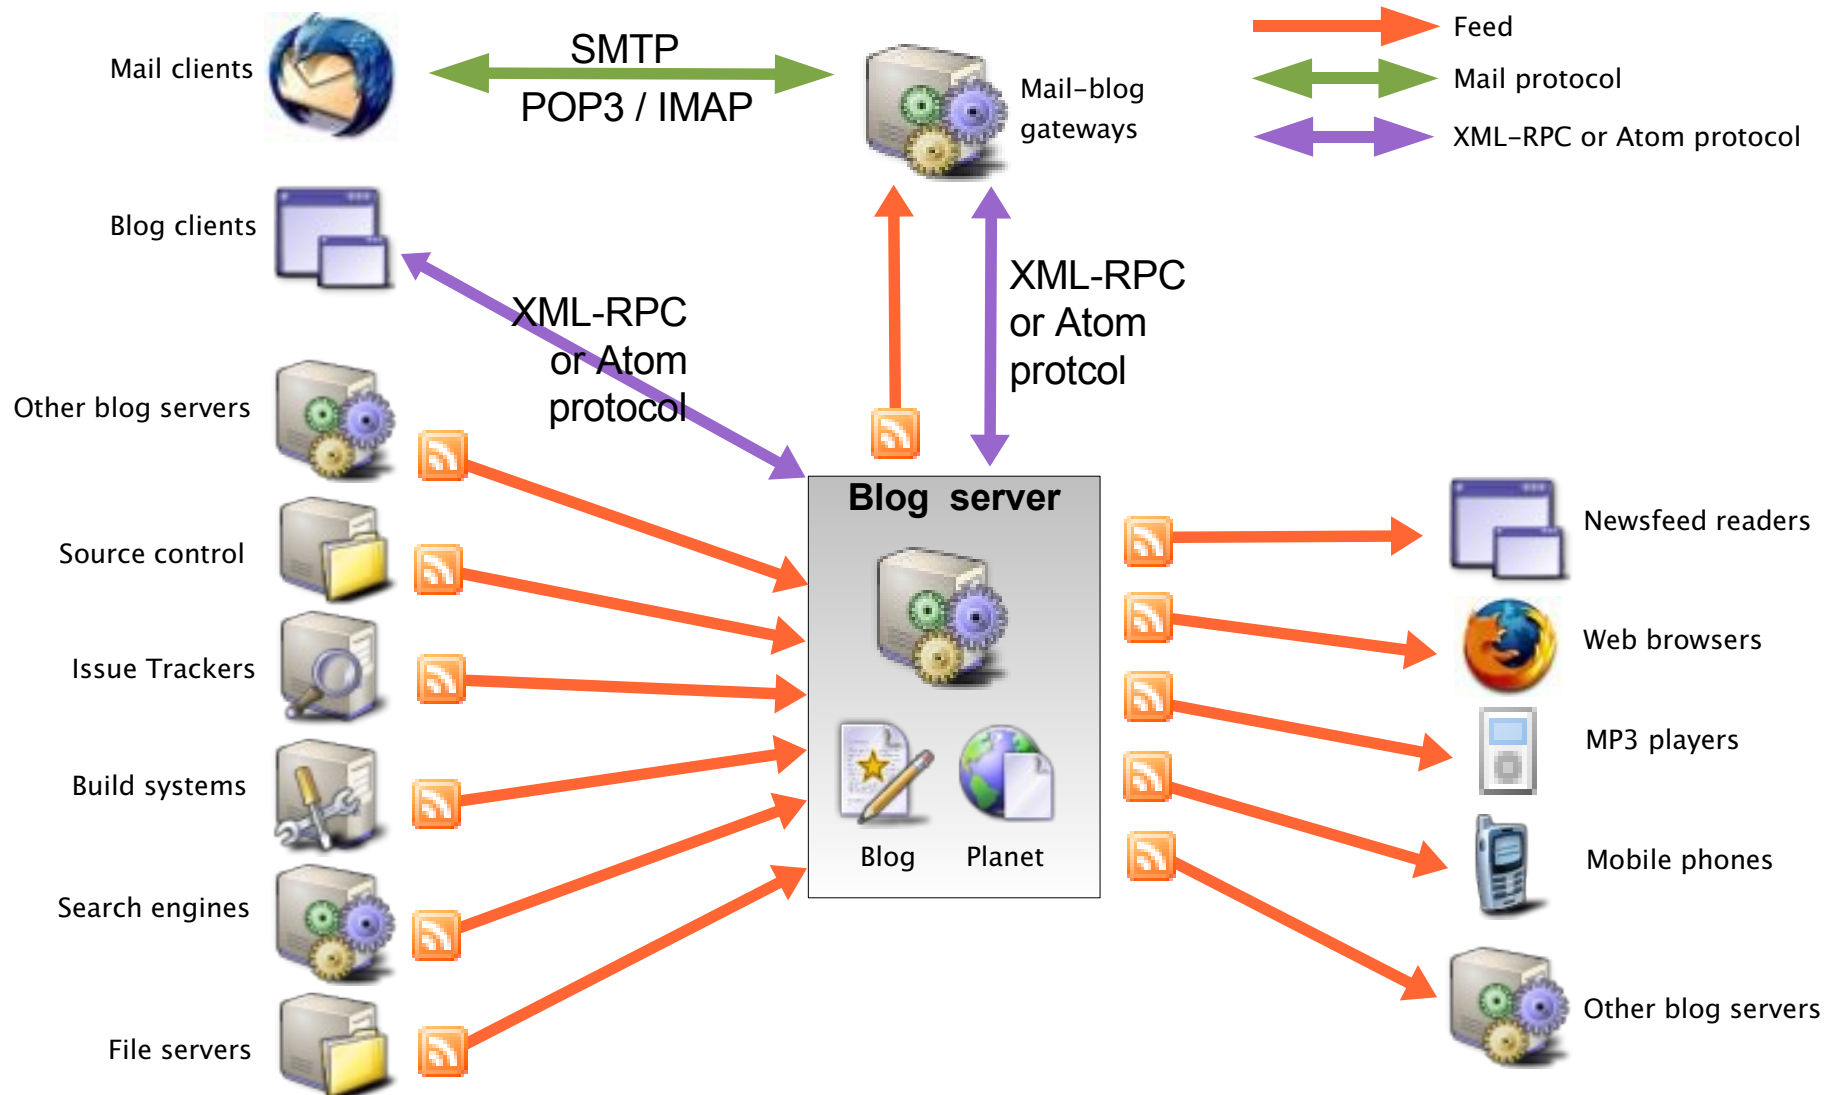 Mail clients
SMTP
POP3 / IMAP
Mail-blog
gateways
Feed
Mail protocol
XML-RPC or Atom protocol
Blog clients
XML-RPC
or Atom
protocol
XML-RPC
or Atom
protcol
Other blog servers
Source control
Issue Trackers
Build systems
Search engines
File servers
Blog server
Blog
Planet
Newsfeed readers
Web browsers
MP3 players
Mobile phones
Other blog servers